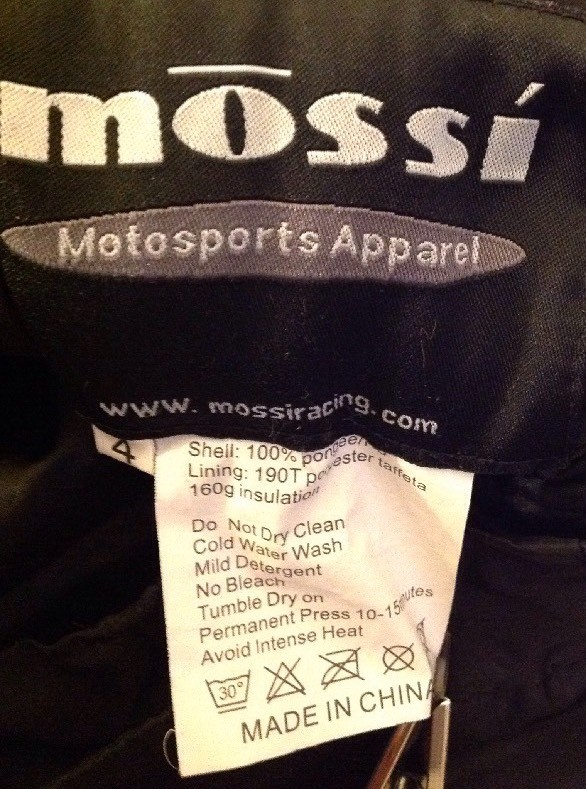 mōssí
Motosports Apparel
www.mossiracing.com
4
Shell: 100%
Lining: 190T polyester taffeta
160g insulation
Do Not Dry Clean
Cold Water Wash
Mild Detergent
No Bleach
Tumble Dry on
Permanent Press 10-15
Avoid Intense Heat
30°
MADE IN CHINA